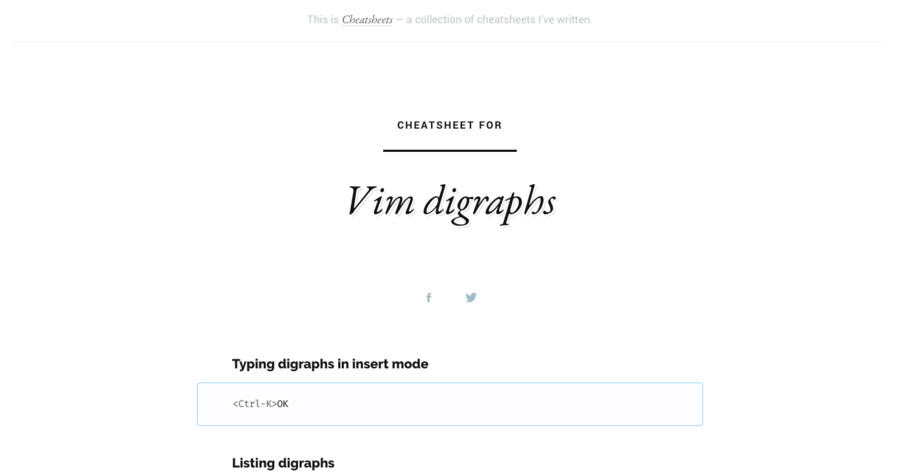 This is Cheatsheets — a collection of cheatsheets I've written.
CHEATSHEET FOR
Vim digraphs
Typing digraphs in insert mode
<Ctrl-K>OK
Listing digraphs